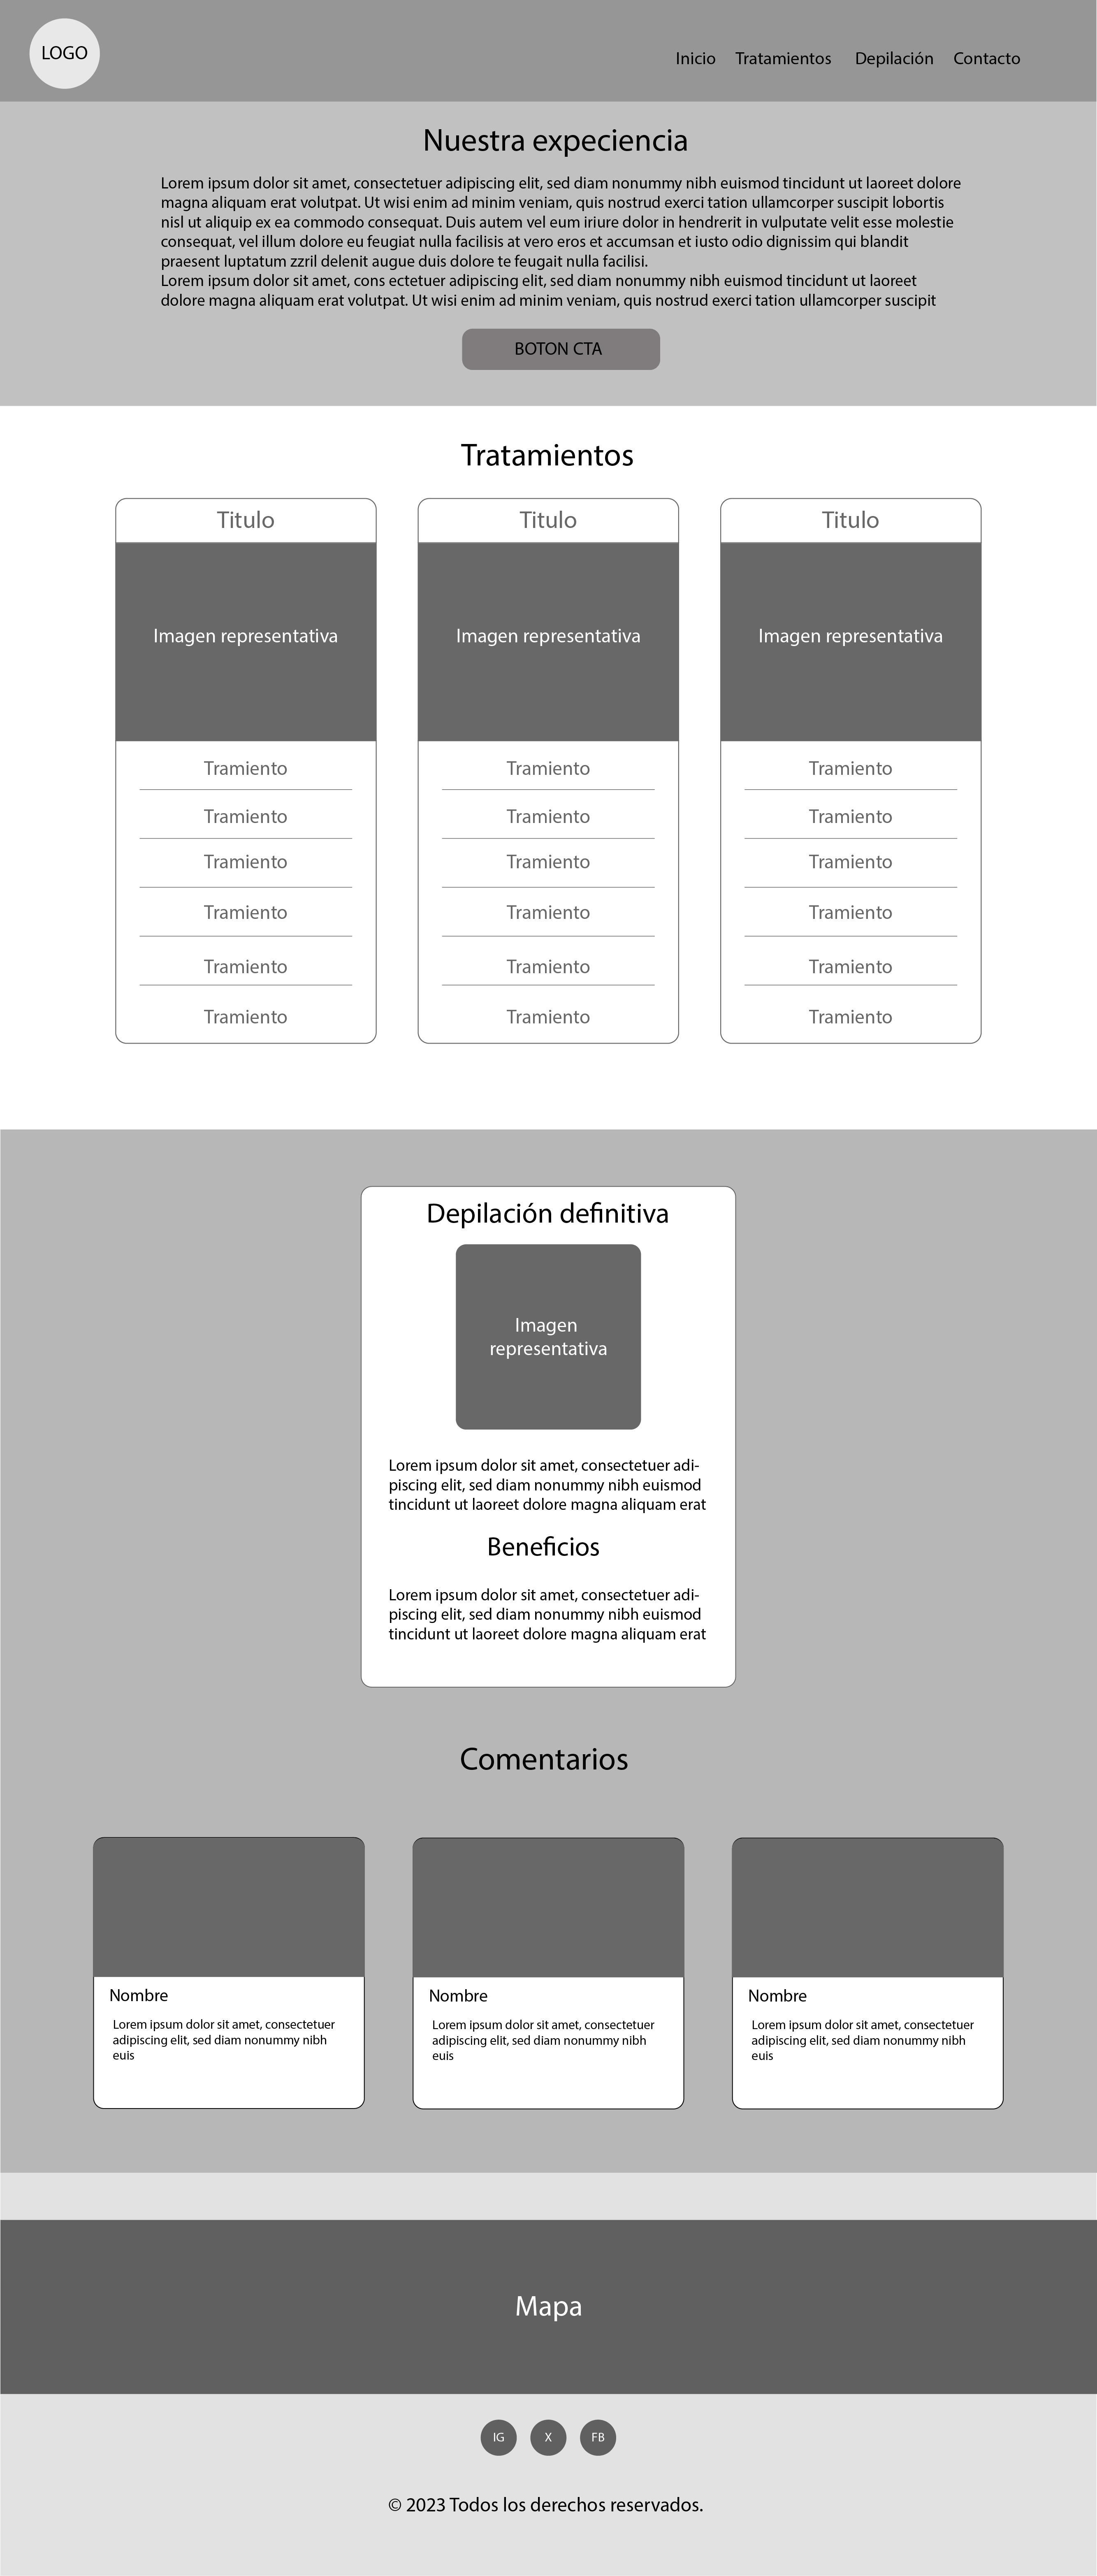 LOGO
Inicio Tratamientos Depilación Contacto
Nuestra expeciencia
Lorem ipsum dolor sit amet, consectetuer adipiscing elit, sed diam nonummy nibh euismod tincidunt ut laoreet dolore
magna aliquam erat volutpat. Ut wisi enim ad minim veniam, quis nostrud exerci tation ullamcorper suscipit lobortis
nisl ut aliquip ex ea commodo consequat. Duis autem vel eum iriure dolor in hendrerit in vulputate velit esse molestie
consequat, vel illum dolore eu feugiat nulla facilisis at vero eros et accumsan et iusto odio dignissim qui blandit
praesent luptatum zzril delenit augue duis dolore te feugait nulla facilisi.
Lorem ipsum dolor sit amet, cons ectetuer adipiscing elit, sed diam nonummy nibh euismod tincidunt ut laoreet
dolore magna aliquam erat volutpat. Ut wisi enim ad minim veniam, quis nostrud exerci tation ullamcorper suscipit
BOTON CTA
Tratamientos
Titulo
Imagen representativa
Tramiento
Tramiento
Tramiento
Tramiento
Tramiento
Tramiento
Titulo
Imagen representativa
Tramiento
Tramiento
Tramiento
Tramiento
Tramiento
Tramiento
Titulo
Imagen representativa
Tramiento
Tramiento
Tramiento
Tramiento
Tramiento
Tramiento
Depilación definitiva
Imagen
representativa
Lorem ipsum dolor sit amet, consectetuer adi-
piscing elit, sed diam nonummy nibh euismod
tincidunt ut laoreet dolore magna aliquam erat
Beneficios
Lorem ipsum dolor sit amet, consectetuer adi-
piscing elit, sed diam nonummy nibh euismod
tincidunt ut laoreet dolore magna aliquam erat
Comentarios
Nombre
Lorem ipsum dolor sit amet, consectetuer
adipiscing elit, sed diam nonummy nibh
euis
Nombre
Lorem ipsum dolor sit amet, consectetuer
adipiscing elit, sed diam nonummy nibh
euis
Nombre
Lorem ipsum dolor sit amet, consectetuer
adipiscing elit, sed diam nonummy nibh
euis
Mapa
IG X FB
© 2023 Todos los derechos reservados.